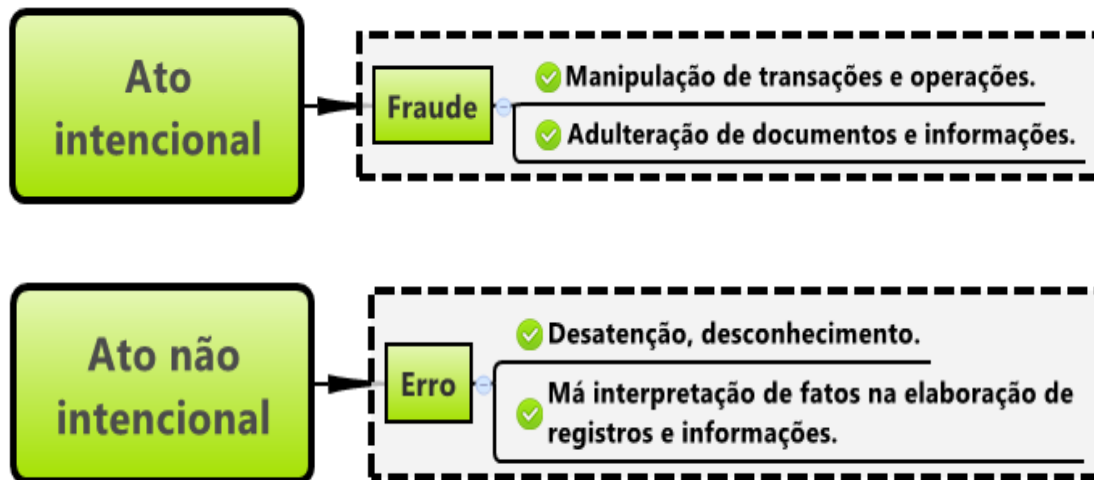 Ato
intencional
Fraude
Manipulação de transações e operações.
Adulteração de documentos e informações.
Ato não
intencional
Erro
Desatenção, desconhecimento.
Má interpretação de fatos na elaboração de
registros e informações.